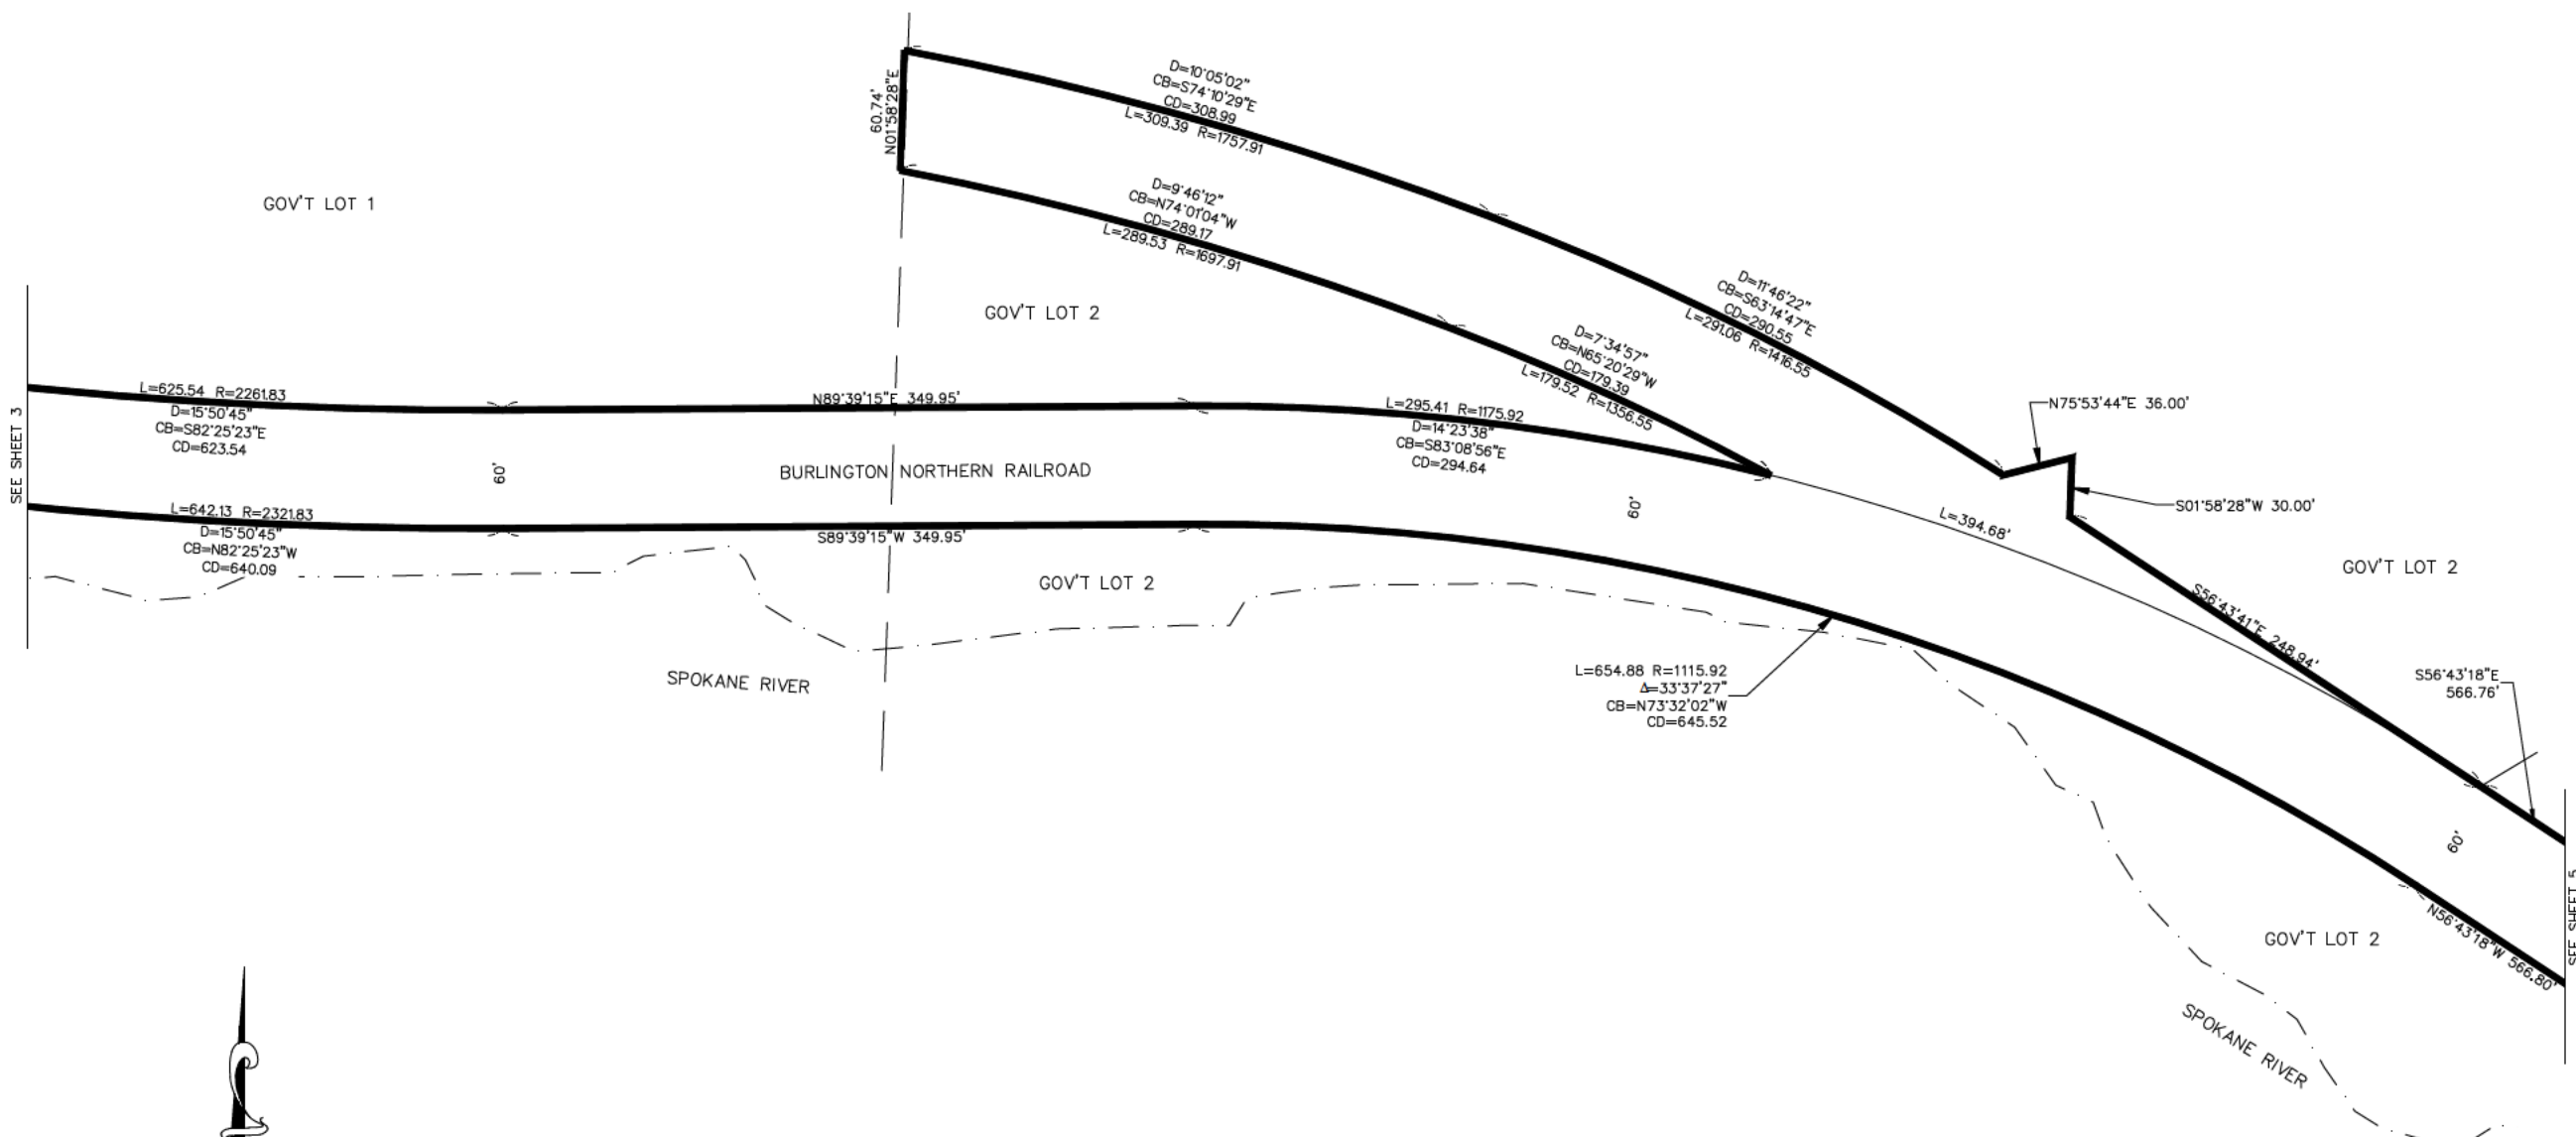 D=10°05'02"
CB=S74°10'29"E
CD=308.99
L=309.39 R=1757.91
60.74'
N01°58'28"E
D=9°46'12"
CB=N74°01'04"W
CD=289.17
L=289.53 R=1697.91
GOV'T LOT 1
GOV'T LOT 2
D=11°46'22"
CB=S63°14'47"E
CD=290.55
L=291.06 R=1416.55
D=7°34'57"
CB=N65°20'29"W
CD=179.39
L=179.52 R=1356.55
L=625.54 R=2261.83
D=15°50'45"
CB=S82°25'23"E
CD=623.54
N89°39'15"E 349.95'
L=295.41 R=1175.92
D=14°23'38"
CB=S83°08'56"E
CD=294.64
N75°53'44"E 36.00'
SEE SHEET 3
60'
BURLINGTON NORTHERN RAILROAD
60'
S01°58'28"W 30.00'
L=394.68'
L=642.13 R=2321.83
D=15°50'45"
CB=N82°25'23"W
CD=640.09
S89°39'15"W 349.95'
GOV'T LOT 2
GOV'T LOT 2
S56°43'41"E 248.94'
SPOKANE RIVER
L=654.88 R=1115.92
Δ=33°37'27"
CB=N73°32'02"W
CD=645.52
S56°43'18"E
566.76'
60'
SEE SHEET 5
N56°43'18"W 566.80'
GOV'T LOT 2
SPOKANE RIVER